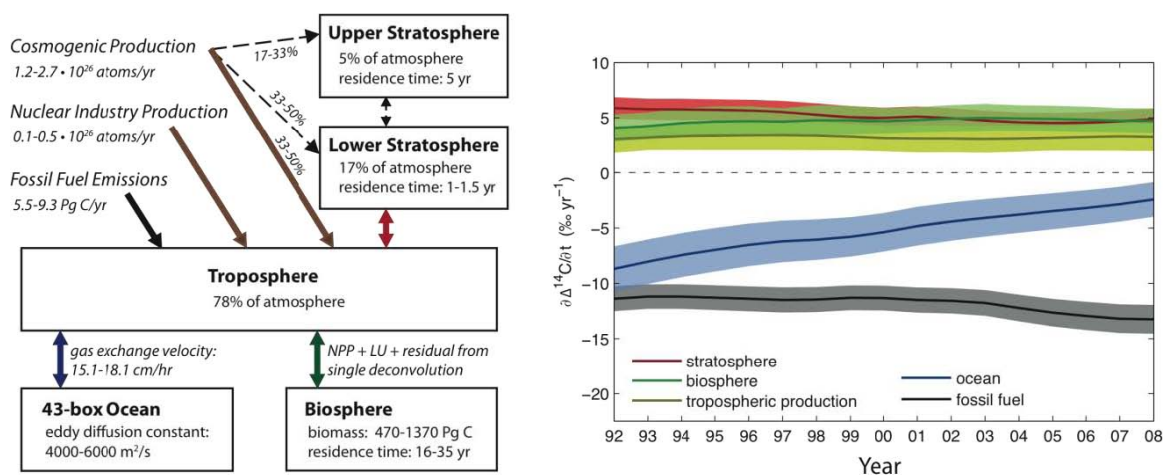 Cosmogenic Production
1.2-2.7 • 10²⁶ atoms/yr
Nuclear Industry Production
0.1-0.5 • 10²⁶ atoms/yr
Fossil Fuel Emissions
5.5-9.3 Pg C/yr
17-33%
33-50%
33-50%
Upper Stratosphere
5% of atmosphere
residence time: 5 yr
Lower Stratosphere
17% of atmosphere
residence time: 1-1.5 yr
Troposphere
78% of atmosphere
gas exchange velocity:
15.1-18.1 cm/hr
NPP + LU + residual from
single deconvolution
43-box Ocean
eddy diffusion constant:
4000-6000 m²/s
Biosphere
biomass: 470-1370 Pg C
residence time: 16-35 yr
10
5
0
−5
−10
−15
−20
∂Δ¹⁴C/∂t (‰ yr⁻¹)
stratosphere
biosphere
tropospheric production
ocean
fossil fuel
92 93 94 95 96 97 98 99 00 01 02 03 04 05 06 07 08
Year